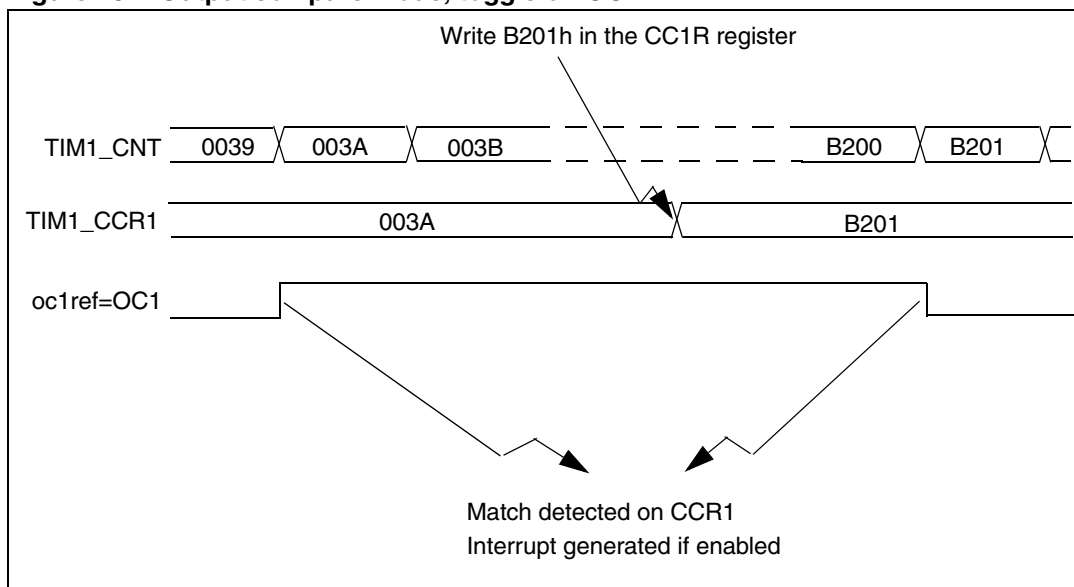 Write B201h in the CC1R register
TIM1_CNT 0039 003A 003B B200 B201
TIM1_CCR1 003A B201
oc1ref=OC1
Match detected on CCR1
Interrupt generated if enabled